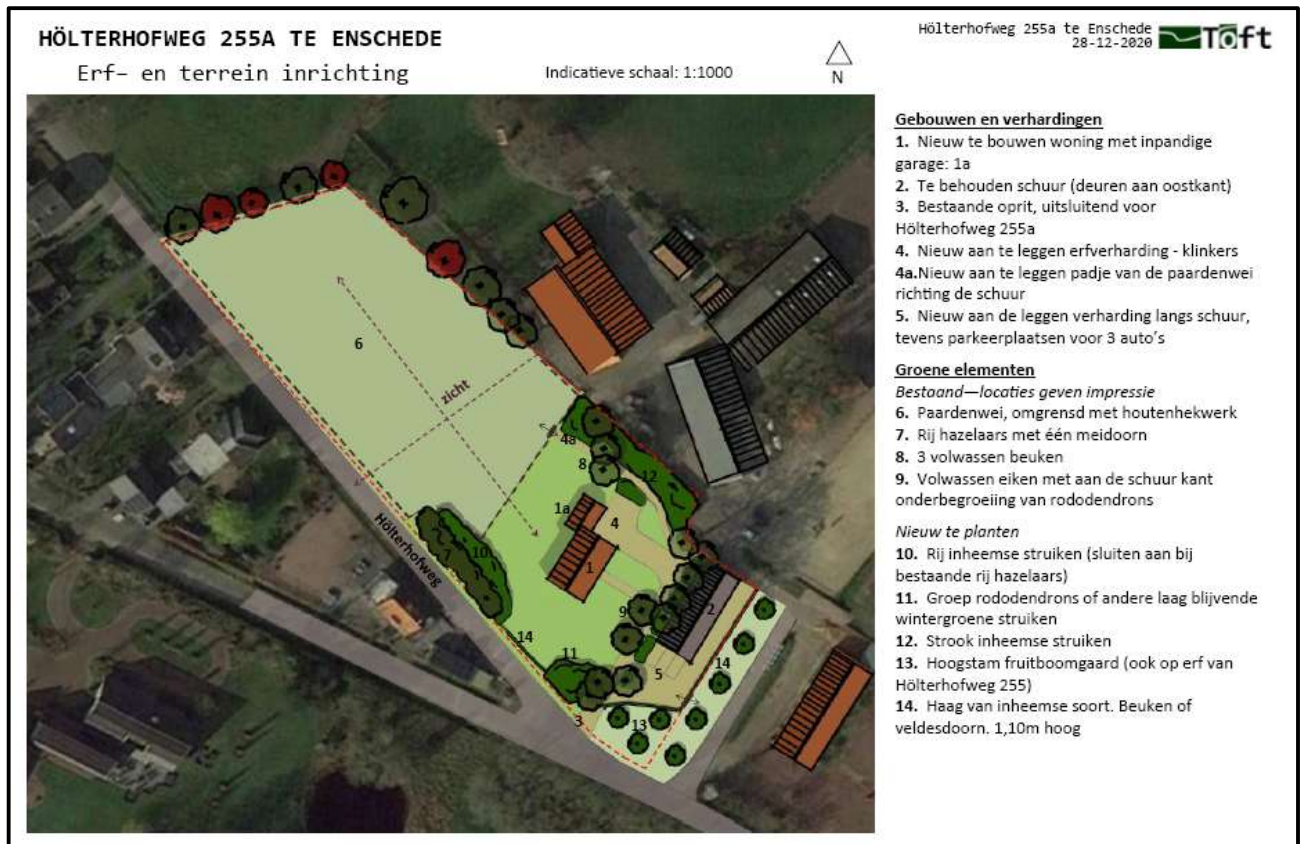 HÖLTERHOFWEG 255A TE ENSCHEDE
Erf- en terrein inrichting
Indicatieve schaal: 1:1000
N
Hölterhofweg 255a te Enschede
28-12-2020
Tōft
Gebouwen en verhardingen
1. Nieuw te bouwen woning met inpandige
garage: 1a
2. Te behouden schuur (deuren aan oostkant)
3. Bestaande oprit, uitsluitend voor
Hölterhofweg 255a
4. Nieuw aan te leggen erfverharding - klinkers
4a.Nieuw aan te leggen padje van de paardenwei
richting de schuur
5. Nieuw aan de leggen verharding langs schuur,
tevens parkeerplaatsen voor 3 auto's
Groene elementen
Bestaand—locaties geven impressie
6. Paardenwei, omgrensd met houtenhekwerk
7. Rij hazelaars met één meidoorn
8. 3 volwassen beuken
9. Volwassen eiken met aan de schuur kant
onderbegroeiing van rododendrons
Nieuw te planten
10. Rij inheemse struiken (sluiten aan bij
bestaande rij hazelaars)
11. Groep rododendrons of andere laag blijvende
wintergroene struiken
12. Strook inheemse struiken
13. Hoogstam fruitboomgaard (ook op erf van
Hölterhofweg 255)
14. Haag van inheemse soort. Beuken of
veldesdoorn. 1,10m hoog
6
zicht
4a
8
12
1a
4
7
10
Hölterhofweg
1
9
2
14
11
5
14
3
13